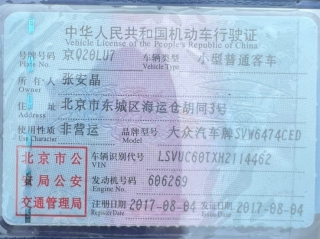 中华人民共和国机动车行驶证
Vehicle License of the People's Republic of China
号牌号码 京Q20LU7 车辆类型 小型普通客车
Plate No. Vehicle Type
所有人 张安晶
Owner
住址 北京市东城区海运仓胡同3号
Address
使用性质 非营运 品牌型号 大众汽车牌SVW6474CED
Use Character Model
北京市公 车辆识别代号 LSVUC60TXH2114462
VIN
安局公安 发动机号码 606269
Engine No.
交通管理局 注册日期 2017-08-04 发证日期 2017-08-04
Register Date Issue Date